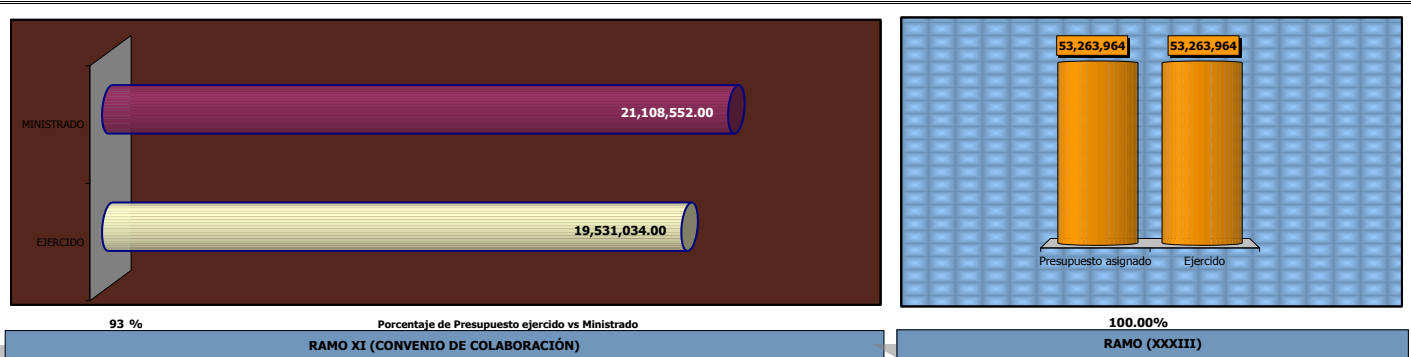 MINISTRADO
21,108,552.00
EJERCIDO
19,531,034.00
93 %
Porcentaje de Presupuesto ejercido vs Ministrado
RAMO XI (CONVENIO DE COLABORACIÓN)
53,263,964
53,263,964
Presupuesto asignado
Ejercido
100.00%
RAMO (XXXIII)